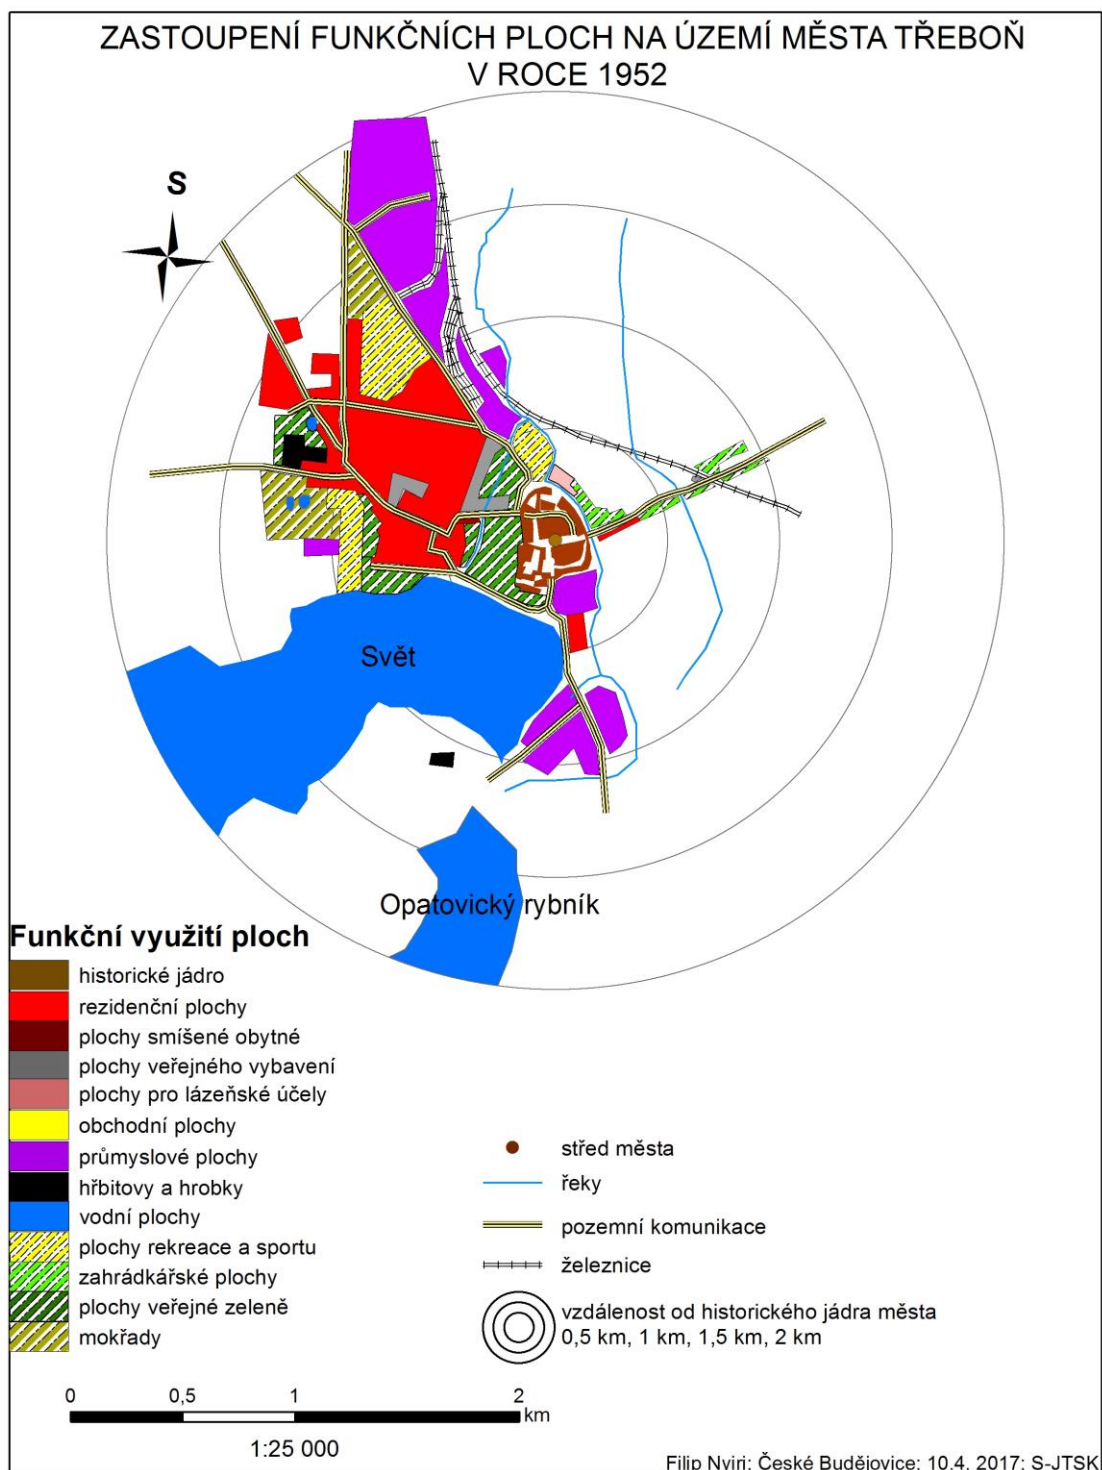 ZASTOUPENÍ FUNKČNÍCH PLOCH NA ÚZEMÍ MĚSTA TŘEBOŇ
V ROCE 1952
S
Svět
Opatovický rybník
Funkční využití ploch
historické jádro
rezidenční plochy
plochy smíšené obytné
plochy veřejného vybavení
plochy pro lázeňské účely
obchodní plochy
průmyslové plochy
hřbitovy a hrobky
vodní plochy
plochy rekreace a sportu
zahrádkářské plochy
plochy veřejné zeleně
mokřady
střed města
řeky
pozemní komunikace
železnice
vzdálenost od historického jádra města
0,5 km, 1 km, 1,5 km, 2 km
0 0,5 1 2
km
1:25 000
Filip Nyiri; České Budějovice; 10.4. 2017; S-JTSK